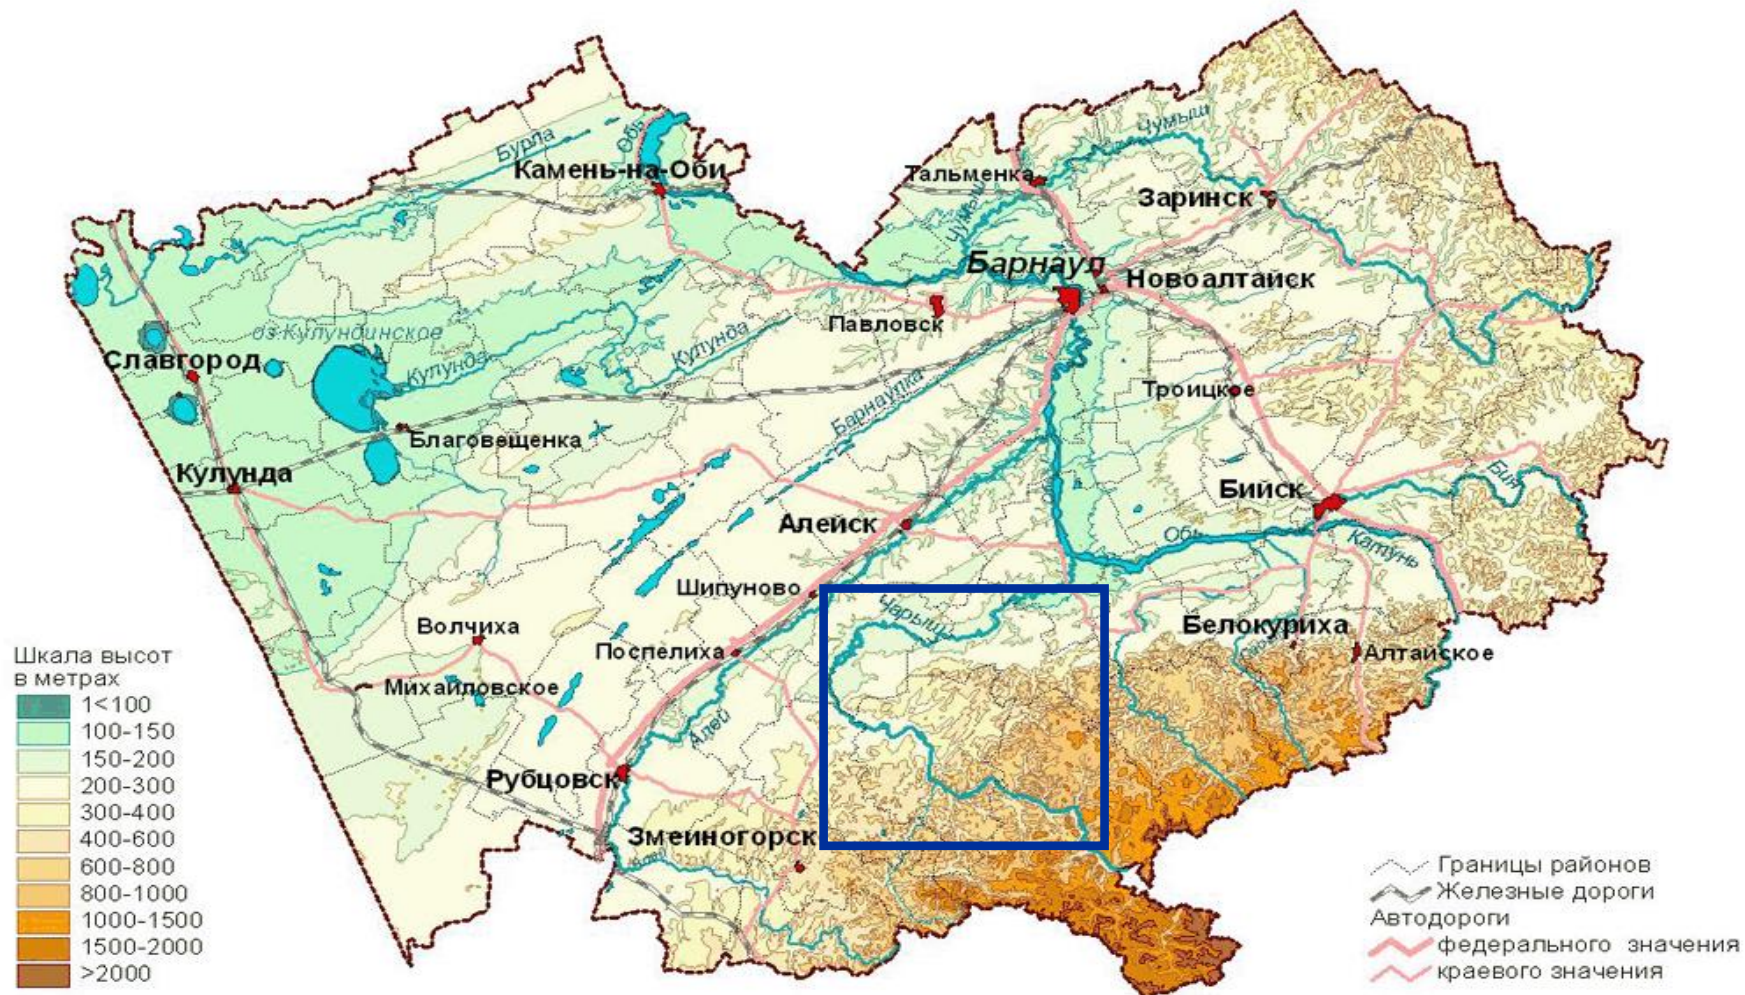 Бурла
Обь
Камень-на-Оби
Тальменка
Чумыш
Чумыш
Заринск
Барнаул
Новоалтайск
Павловск
оз.Кулундинское
Славгород
Кулунда
Кулунда
Барнаулка
Троицкое
Благовещенка
Кулунда
Бийск
Бия
Алейск
Обь
Катунь
Шипуново
Чарыш
Волчиха
Белокуриха
Поспелиха
Алтайское
Михайловское
Алей
Рубцовск
Змеиногорск
Алей
Шкала высот
в метрах
1<100
100-150
150-200
200-300
300-400
400-600
600-800
800-1000
1000-1500
1500-2000
>2000
Границы районов
Железные дороги
Автодороги
федерального значения
краевого значения